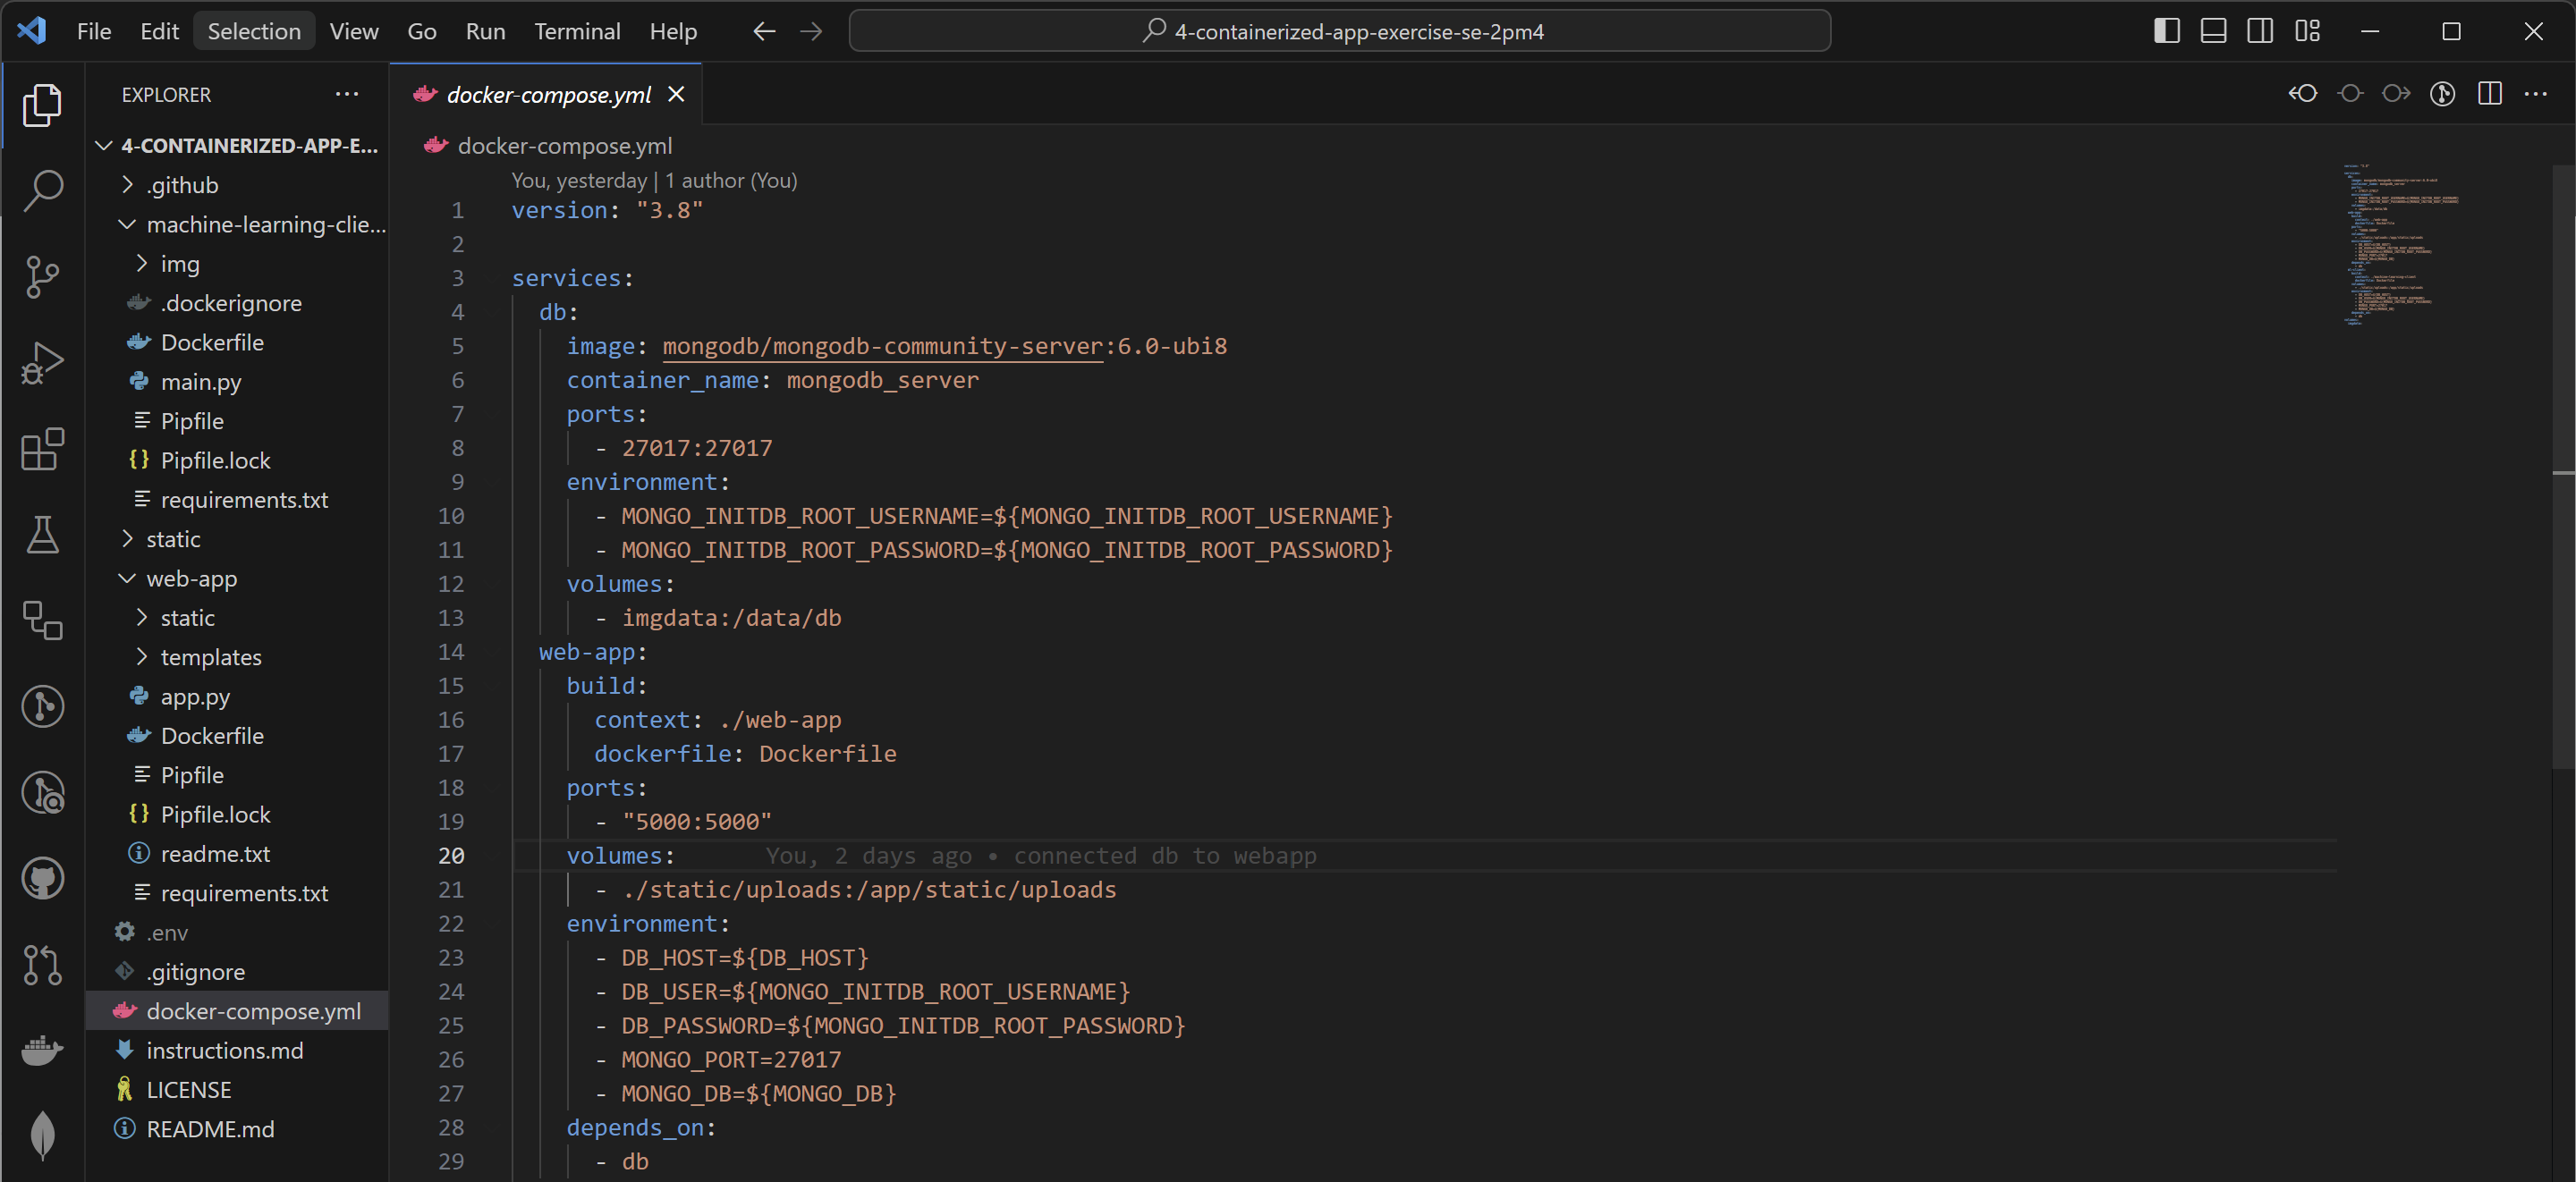 File Edit Selection View Go Run Terminal Help
4-containerized-app-exercise-se-2pm4
EXPLORER
4-CONTAINERIZED-APP-E...
.github
machine-learning-clie...
img
.dockerignore
Dockerfile
main.py
Pipfile
Pipfile.lock
requirements.txt
static
web-app
static
templates
app.py
Dockerfile
Pipfile
Pipfile.lock
readme.txt
requirements.txt
.env
.gitignore
docker-compose.yml
instructions.md
LICENSE
README.md
docker-compose.yml
docker-compose.yml
You, yesterday | 1 author (You)
1 version: "3.8"
2
3 services:
4 db:
5 image: mongodb/mongodb-community-server:6.0-ubi8
6 container_name: mongodb_server
7 ports:
8 - 27017:27017
9 environment:
10 - MONGO_INITDB_ROOT_USERNAME=${MONGO_INITDB_ROOT_USERNAME}
11 - MONGO_INITDB_ROOT_PASSWORD=${MONGO_INITDB_ROOT_PASSWORD}
12 volumes:
13 - imgdata:/data/db
14 web-app:
15 build:
16 context: ./web-app
17 dockerfile: Dockerfile
18 ports:
19 - "5000:5000"
20 volumes: You, 2 days ago • connected db to webapp
21 - ./static/uploads:/app/static/uploads
22 environment:
23 - DB_HOST=${DB_HOST}
24 - DB_USER=${MONGO_INITDB_ROOT_USERNAME}
25 - DB_PASSWORD=${MONGO_INITDB_ROOT_PASSWORD}
26 - MONGO_PORT=27017
27 - MONGO_DB=${MONGO_DB}
28 depends_on:
29 - db